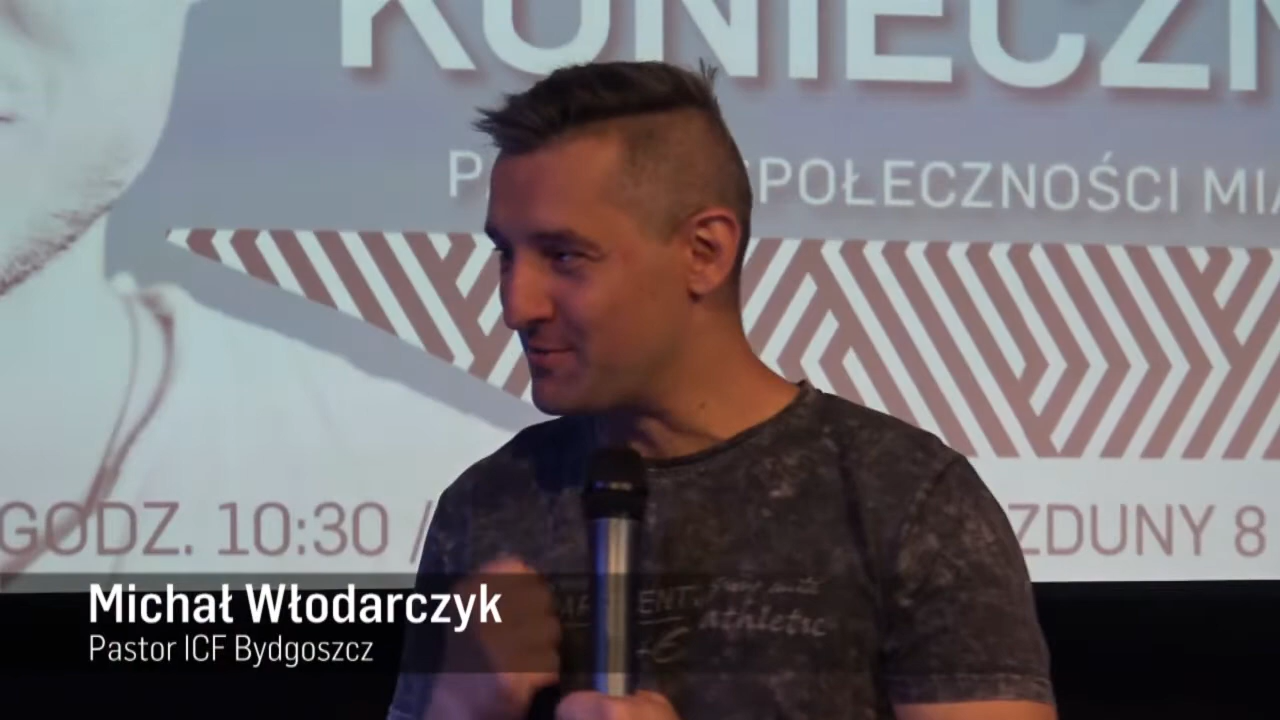 KONIECZN
SPOŁECZNOŚCI MIA
GODZ. 10:30 /
ZDUNY 8
athletic
Michał Włodarczyk
Pastor ICF Bydgoszcz